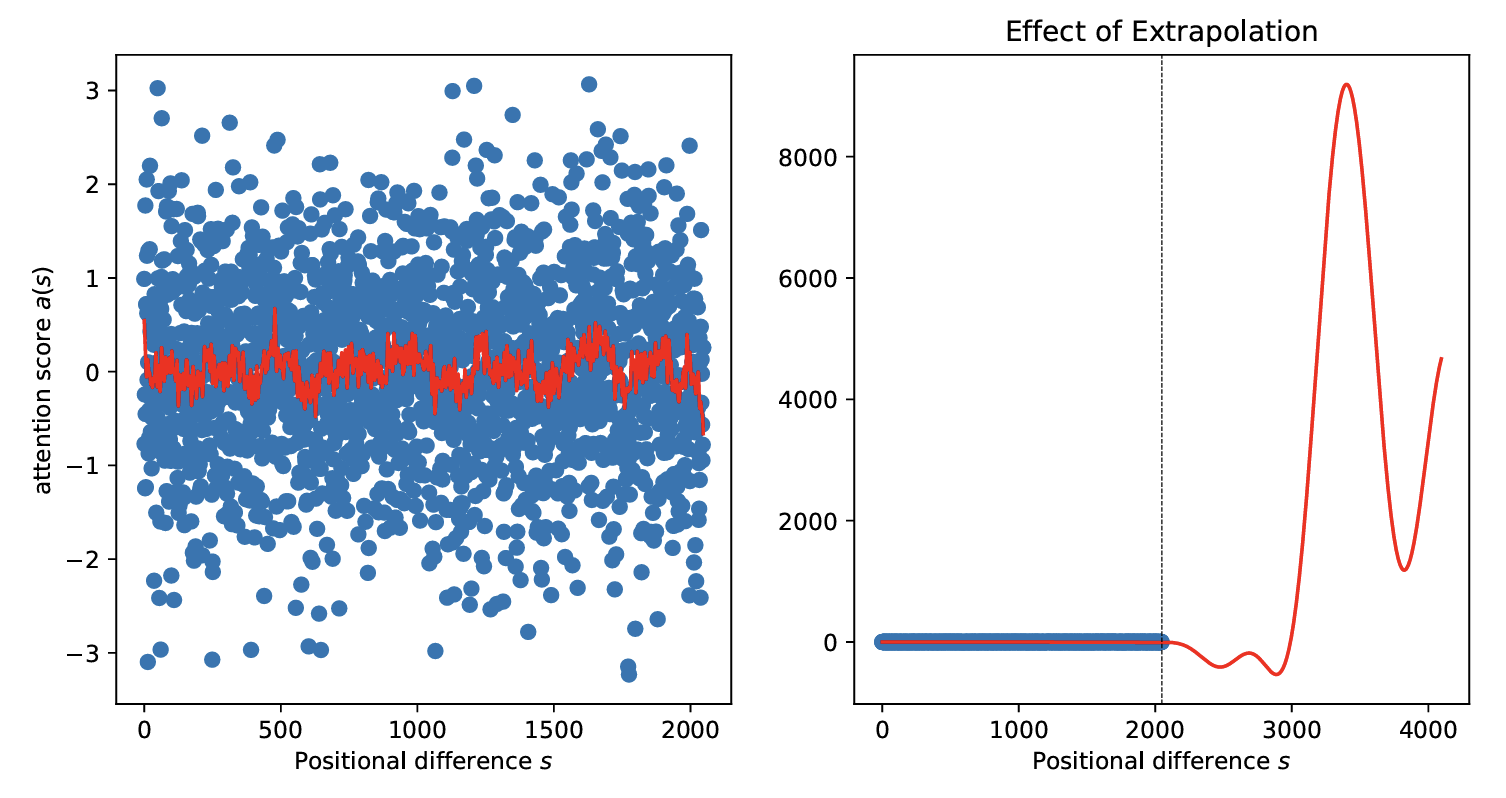 3
2
1
0
−1
−2
−3
attention score a(s)
0 500 1000 1500 2000
Positional difference s
Effect of Extrapolation
8000
6000
4000
2000
0
0 1000 2000 3000 4000
Positional difference s